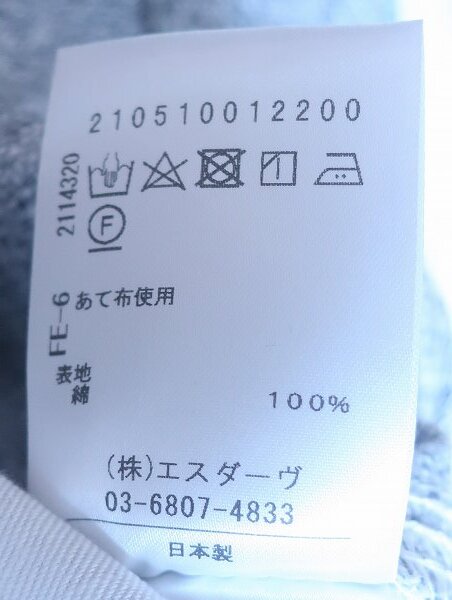 210510012200
2114320
F
FE-6
あて布使用
表地
綿 100%
(株)エスダーヴ
03-6807-4833
日本製